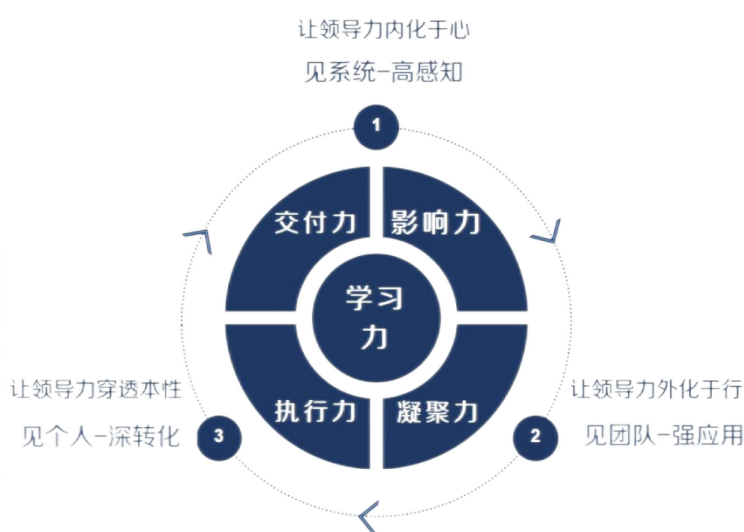 让领导力内化于心
见系统-高感知
1
交付力
影响力
学习
力
执行力
凝聚力
让领导力穿透本性
见个人-深转化
3
让领导力外化于行
见团队-强应用
2